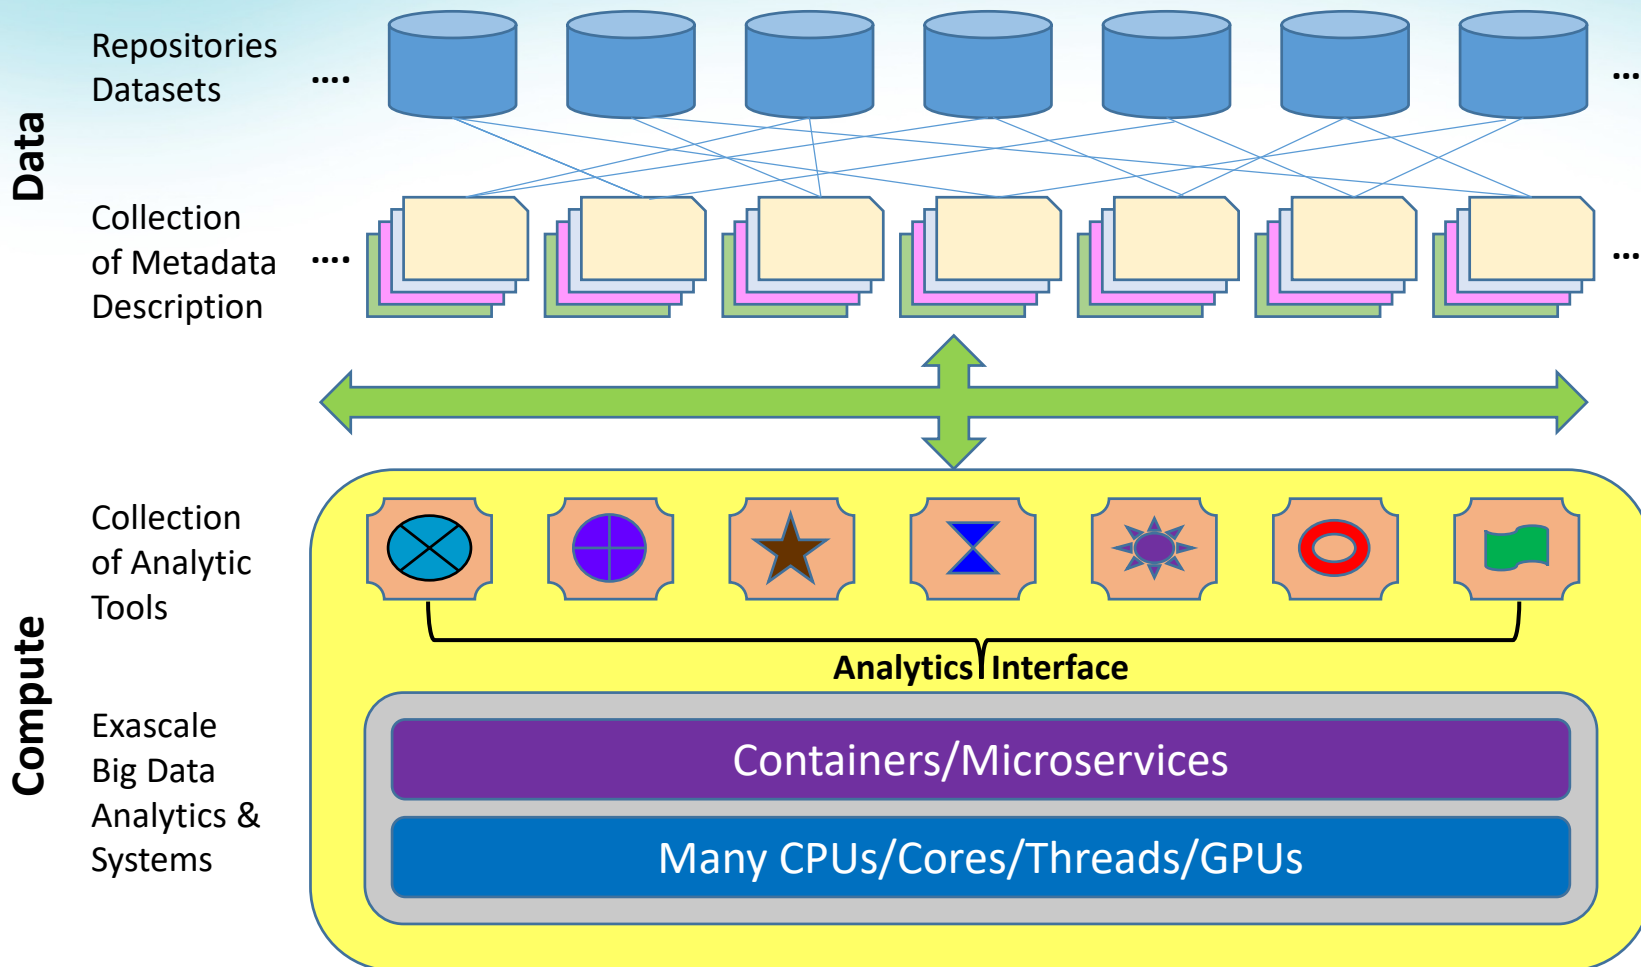 Data
Repositories
Datasets
....
...
Collection
of Metadata
Description
....
...
Compute
Collection
of Analytic
Tools
Analytics Interface
Exascale
Big Data
Analytics &
Systems
Containers/Microservices
Many CPUs/Cores/Threads/GPUs